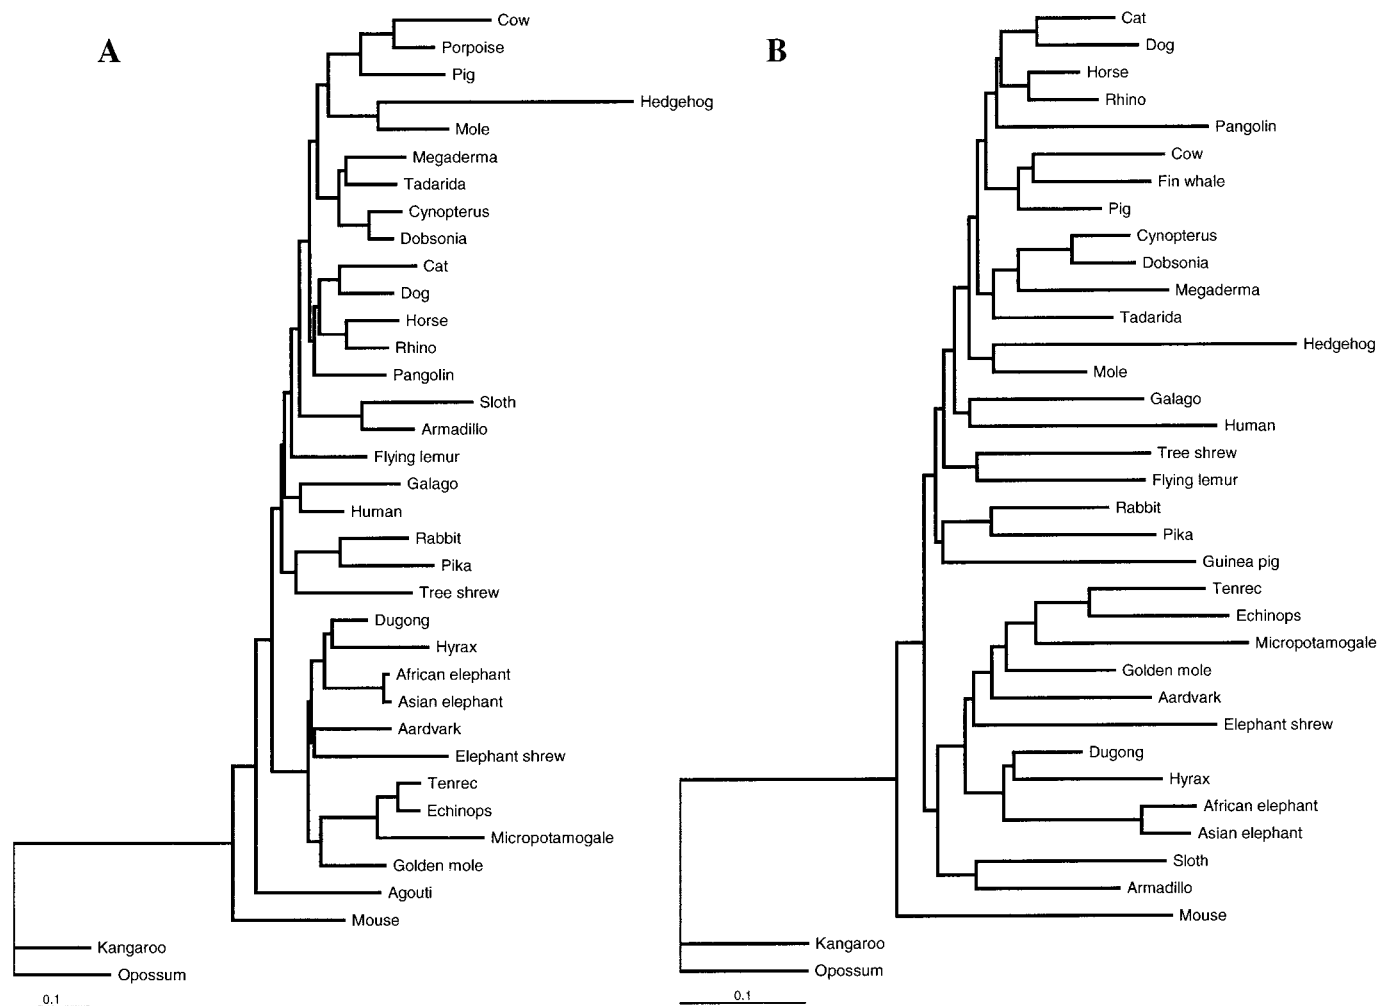 A
Cow
Porpoise
Pig
Hedgehog
Mole
Megaderma
Tadarida
Cynopterus
Dobsonia
Cat
Dog
Horse
Rhino
Pangolin
Sloth
Armadillo
Flying lemur
Galago
Human
Rabbit
Pika
Tree shrew
Dugong
Hyrax
African elephant
Asian elephant
Aardvark
Elephant shrew
Tenrec
Echinops
Micropotamogale
Golden mole
Agouti
Mouse
Kangaroo
Opossum
0.1
B
Cat
Dog
Horse
Rhino
Pangolin
Cow
Fin whale
Pig
Cynopterus
Dobsonia
Megaderma
Tadarida
Hedgehog
Mole
Galago
Human
Tree shrew
Flying lemur
Rabbit
Pika
Guinea pig
Tenrec
Echinops
Micropotamogale
Golden mole
Aardvark
Elephant shrew
Dugong
Hyrax
African elephant
Asian elephant
Sloth
Armadillo
Mouse
Kangaroo
Opossum
0.1